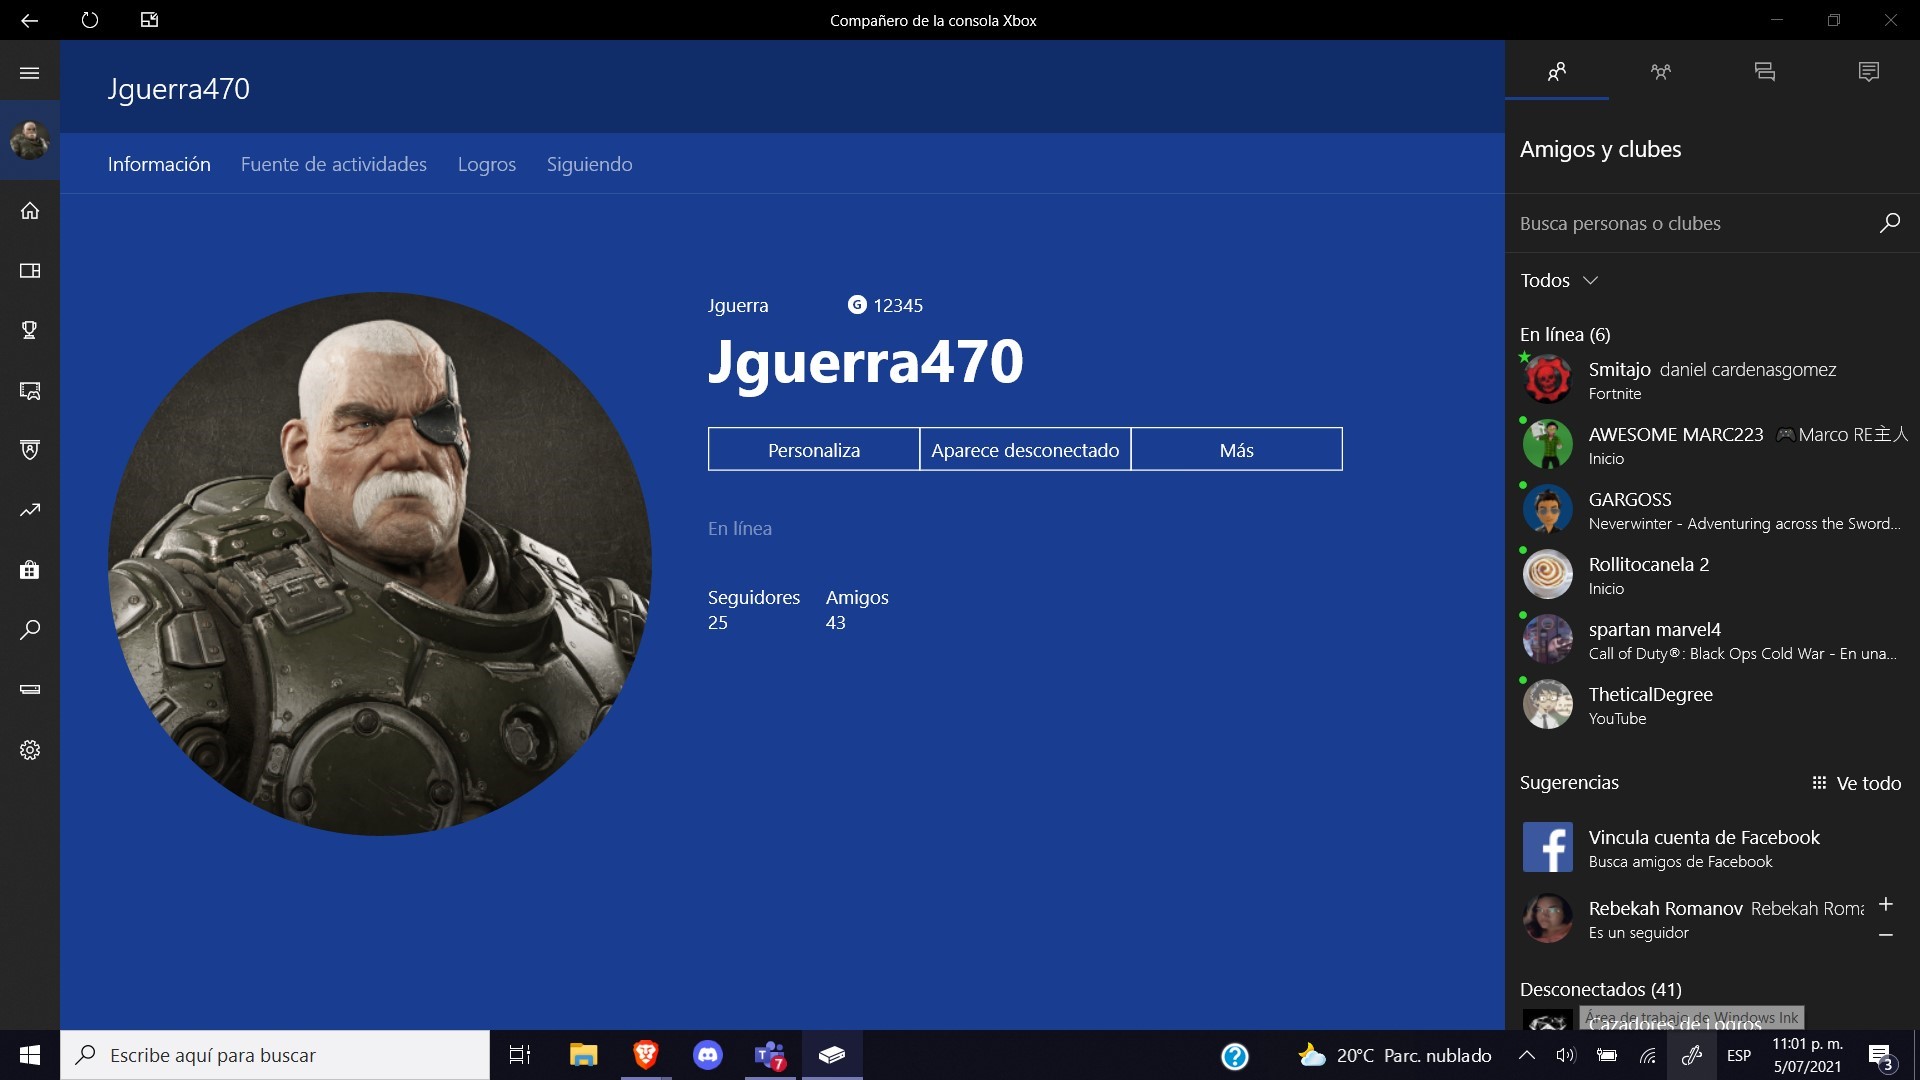 Compañero de la consola Xbox
Jguerra470
Información Fuente de actividades Logros Siguiendo
Jguerra G 12345
Jguerra470
Personaliza Aparece desconectado Más
En línea
Seguidores Amigos
25 43
Amigos y clubes
Busca personas o clubes
Todos
En línea (6)
Smitajo daniel cardenasgomez
Fortnite
AWESOME MARC223 🎮Marco RE主人
Inicio
GARGOSS
Neverwinter - Adventuring across the Sword...
Rollitocanela 2
Inicio
spartan marvel4
Call of Duty®: Black Ops Cold War - En una...
TheticalDegree
YouTube
Sugerencias Ve todo
Vincula cuenta de Facebook
Busca amigos de Facebook
Rebekah Romanov Rebekah Roma
Es un seguidor
Desconectados (41)
Área de trabajo de Windows Ink
Cazadores de Logros
Escribe aquí para buscar
7
20°C Parc. nublado
ESP
11:01 p. m.
5/07/2021
3